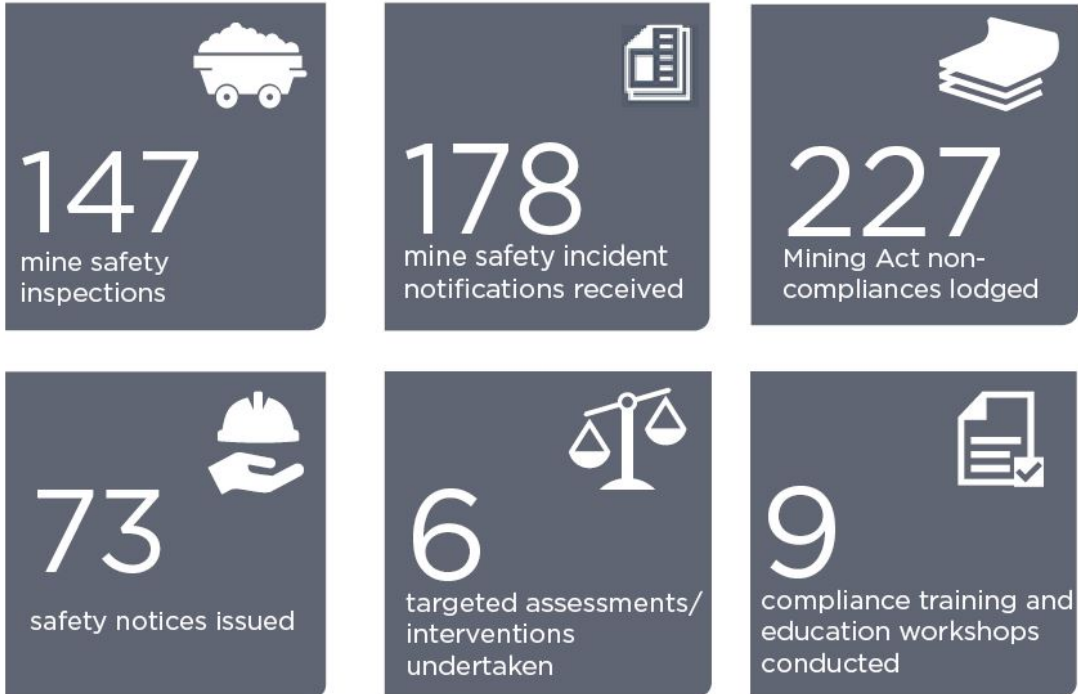 147
mine safety
inspections
178
mine safety incident
notifications received
227
Mining Act non-
compliances lodged
73
safety notices issued
6
targeted assessments/
interventions
undertaken
9
compliance training and
education workshops
conducted